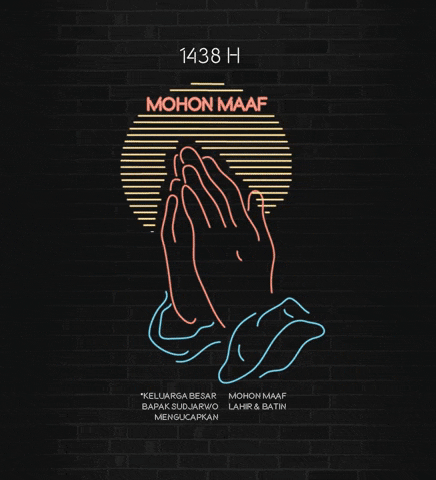 1438 H
MOHON MAAF
"KELUARGA BESAR
BAPAK SUDJARWO
MENGUCAPKAN
MOHON MAAF
LAHIR & BATIN